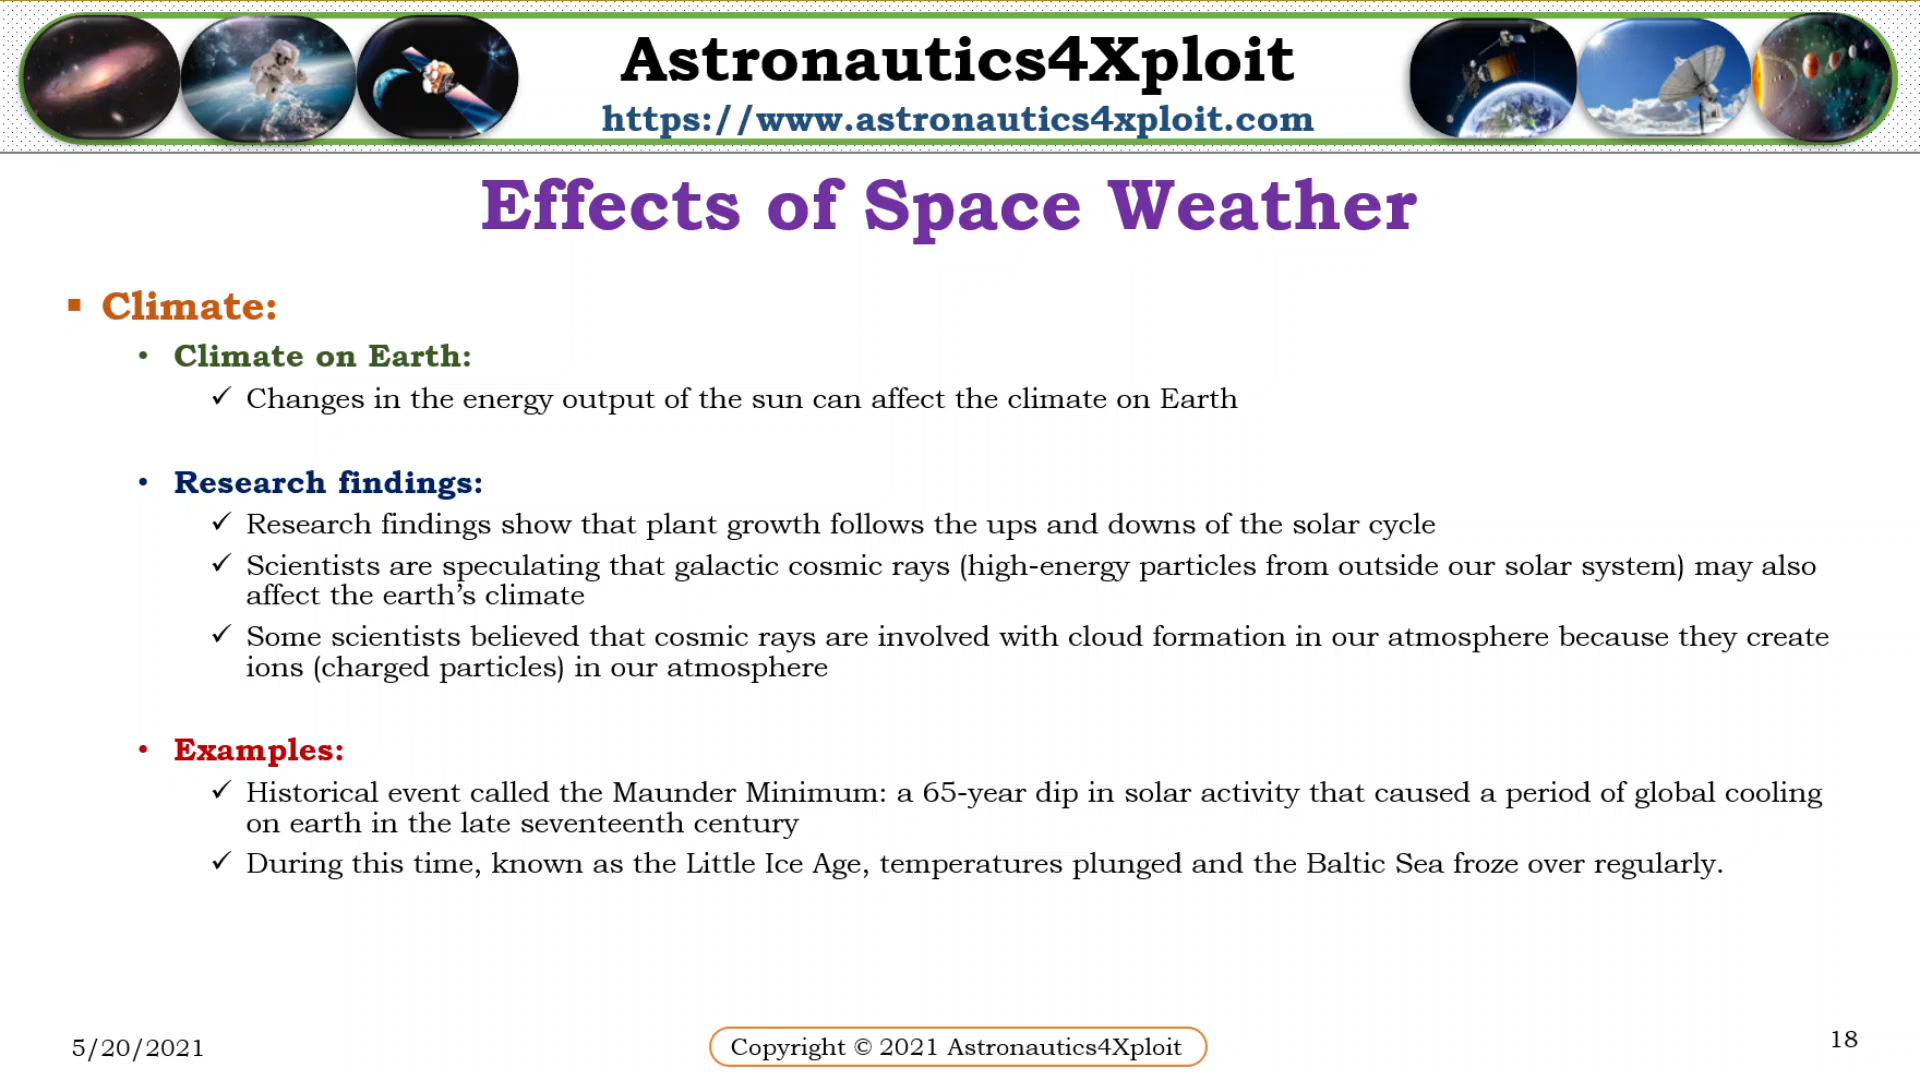 Astronautics4Xploit
https://www.astronautics4xploit.com
Effects of Space Weather
▪ Climate:
• Climate on Earth:
✓ Changes in the energy output of the sun can affect the climate on Earth
• Research findings:
✓ Research findings show that plant growth follows the ups and downs of the solar cycle
✓ Scientists are speculating that galactic cosmic rays (high-energy particles from outside our solar system) may also
affect the earth’s climate
✓ Some scientists believed that cosmic rays are involved with cloud formation in our atmosphere because they create
ions (charged particles) in our atmosphere
• Examples:
✓ Historical event called the Maunder Minimum: a 65-year dip in solar activity that caused a period of global cooling
on earth in the late seventeenth century
✓ During this time, known as the Little Ice Age, temperatures plunged and the Baltic Sea froze over regularly.
5/20/2021
Copyright © 2021 Astronautics4Xploit
18